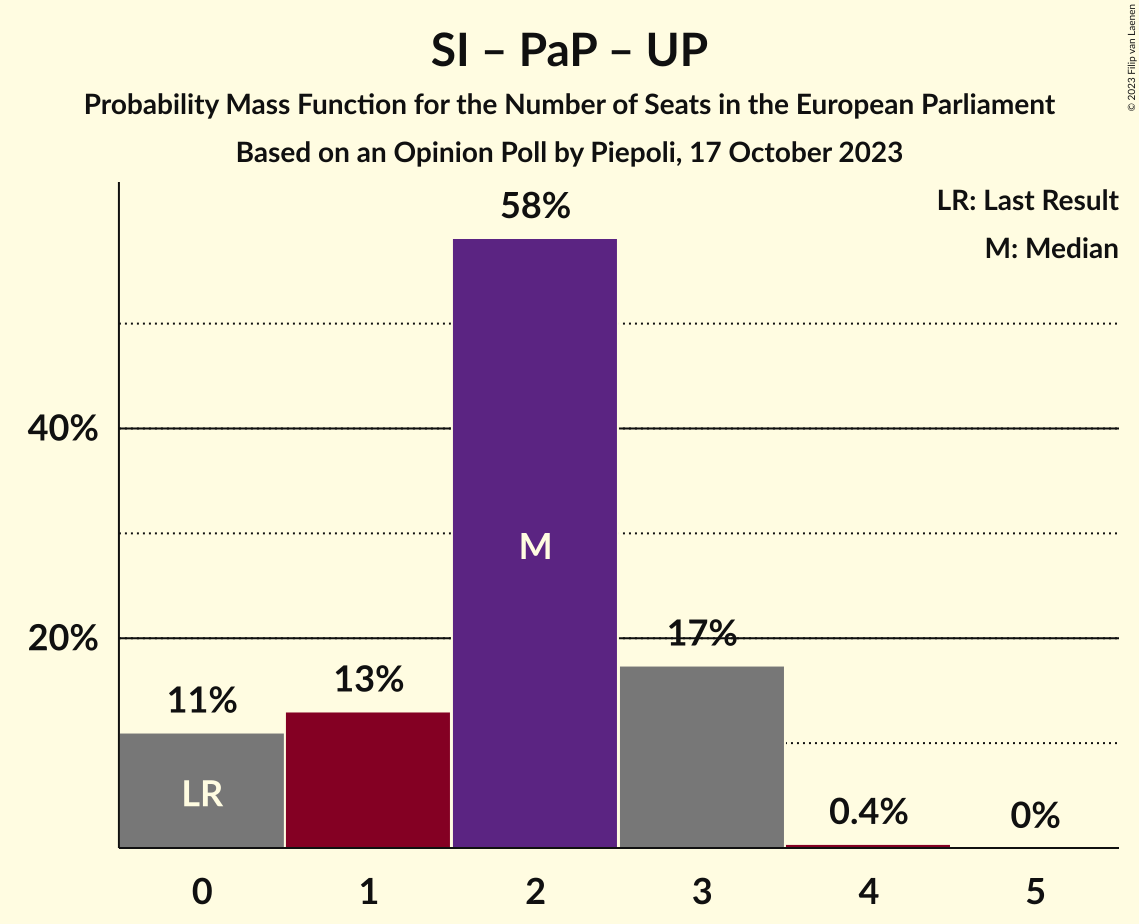 SI – PaP – UP
Probability Mass Function for the Number of Seats in the European Parliament
Based on an Opinion Poll by Piepoli, 17 October 2023
© 2023 Filip van Laenen
LR: Last Result
M: Median
58%
40%
M
20%
17%
13%
11%
LR
0.4%
0%
0 1 2 3 4 5